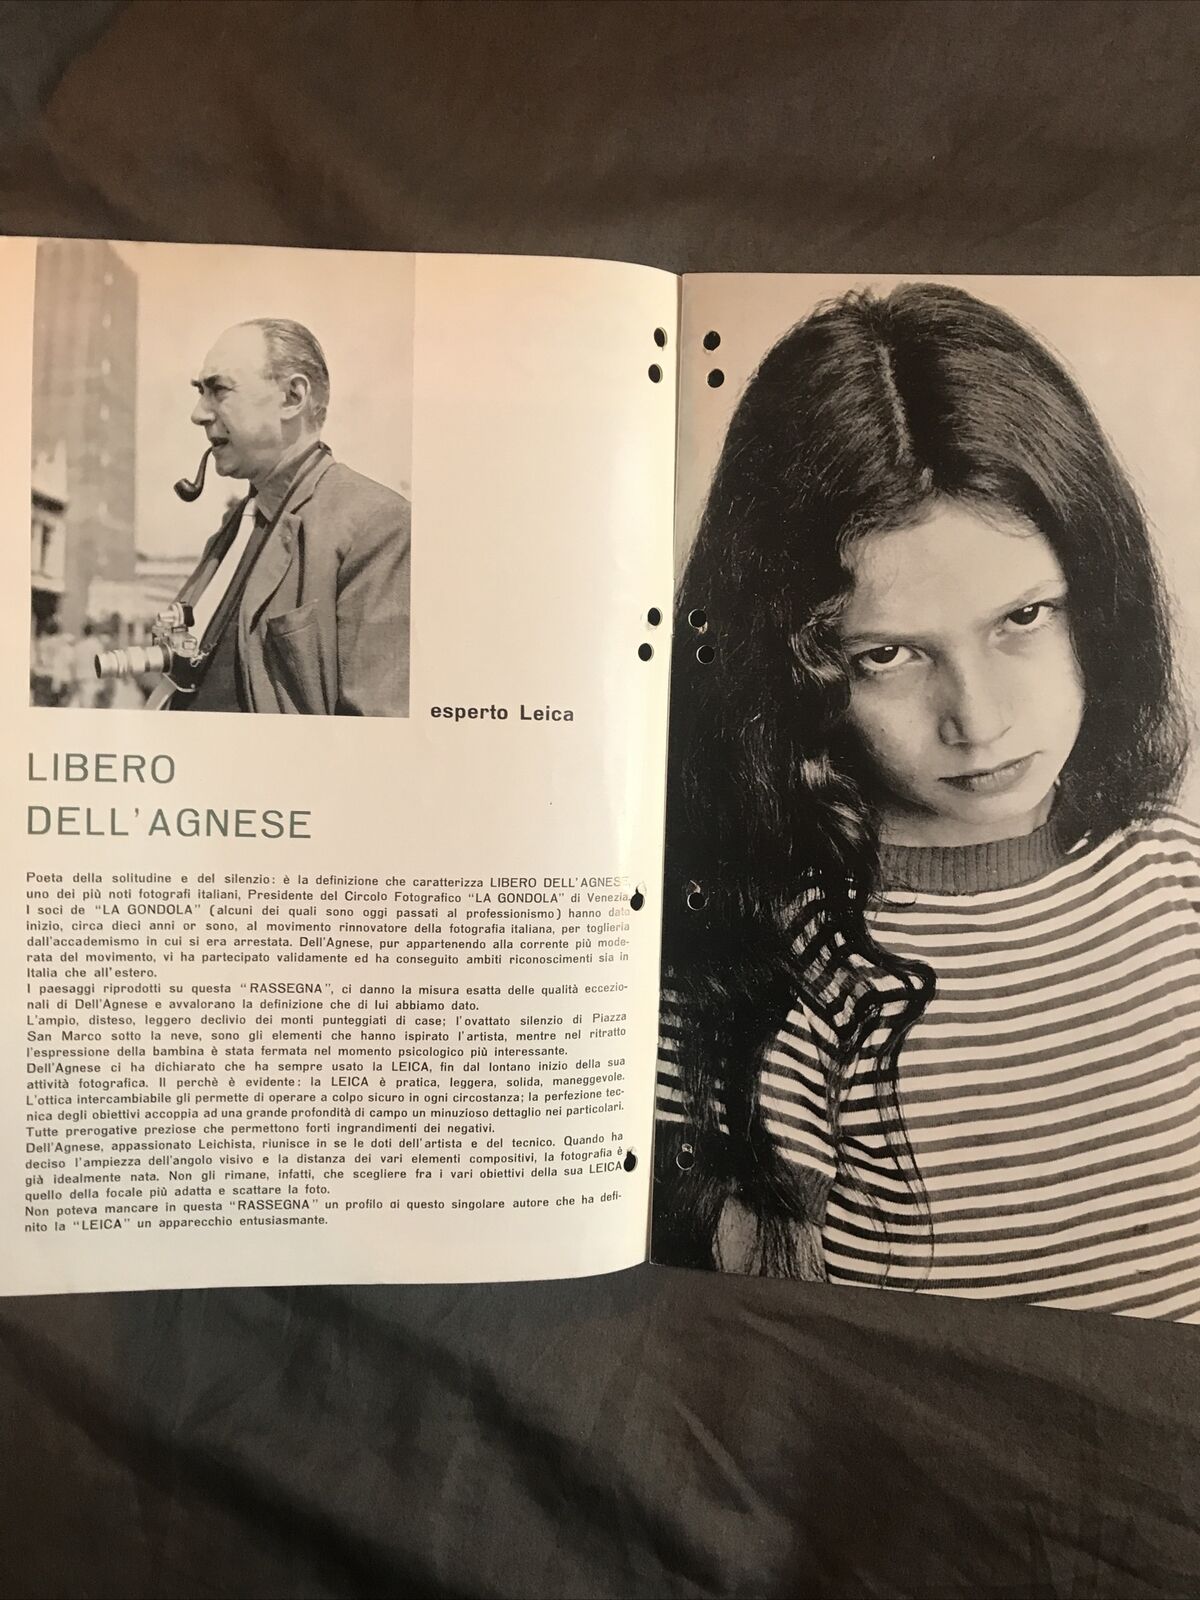 esperto Leica
LIBERO
DELL'AGNESE
Poeta della solitudine e del silenzio: è la definizione che caratterizza LIBERO DELL'AGNESE,
uno dei più noti fotografi italiani, Presidente del Circolo Fotografico "LA GONDOLA" di Venezia.
I soci de "LA GONDOLA" (alcuni dei quali sono oggi passati al professionismo) hanno dato
inizio, circa dieci anni or sono, al movimento rinnovatore della fotografia italiana, per toglierla
dall'accademismo in cui si era arrestata. Dell'Agnese, pur appartenendo alla corrente più mode-
rata del movimento, vi ha partecipato validamente ed ha conseguito ambiti riconoscimenti sia in
Italia che all'estero.
I paesaggi riprodotti su questa "RASSEGNA", ci danno la misura esatta delle qualità eccezio-
nali di Dell'Agnese e avvalorano la definizione che di lui abbiamo dato.
L'ampio, disteso, leggero declivio dei monti punteggiati di case; l'ovattato silenzio di Piazza
San Marco sotto la neve, sono gli elementi che hanno ispirato l'artista, mentre nel ritratto
l'espressione della bambina è stata fermata nel momento psicologico più interessante.
Dell'Agnese ci ha dichiarato che ha sempre usato la LEICA, fin dal lontano inizio della sua
attività fotografica. Il perchè è evidente: la LEICA è pratica, leggera, solida, maneggevole.
L'ottica intercambiabile gli permette di operare a colpo sicuro in ogni circostanza; la perfezione tec-
nica degli obiettivi accoppia ad una grande profondità di campo un minuzioso dettaglio nei particolari.
Tutte prerogative preziose che permettono forti ingrandimenti dei negativi.
Dell'Agnese, appassionato Leichista, riunisce in se le doti dell'artista e del tecnico. Quando ha
deciso l'ampiezza dell'angolo visivo e la distanza dei vari elementi compositivi, la fotografia è
già idealmente nata. Non gli rimane, infatti, che scegliere fra i vari obiettivi della sua LEICA
quello della focale più adatta e scattare la foto.
Non poteva mancare in questa "RASSEGNA" un profilo di questo singolare autore che ha defi-
nito la "LEICA" un apparecchio entusiasmante.